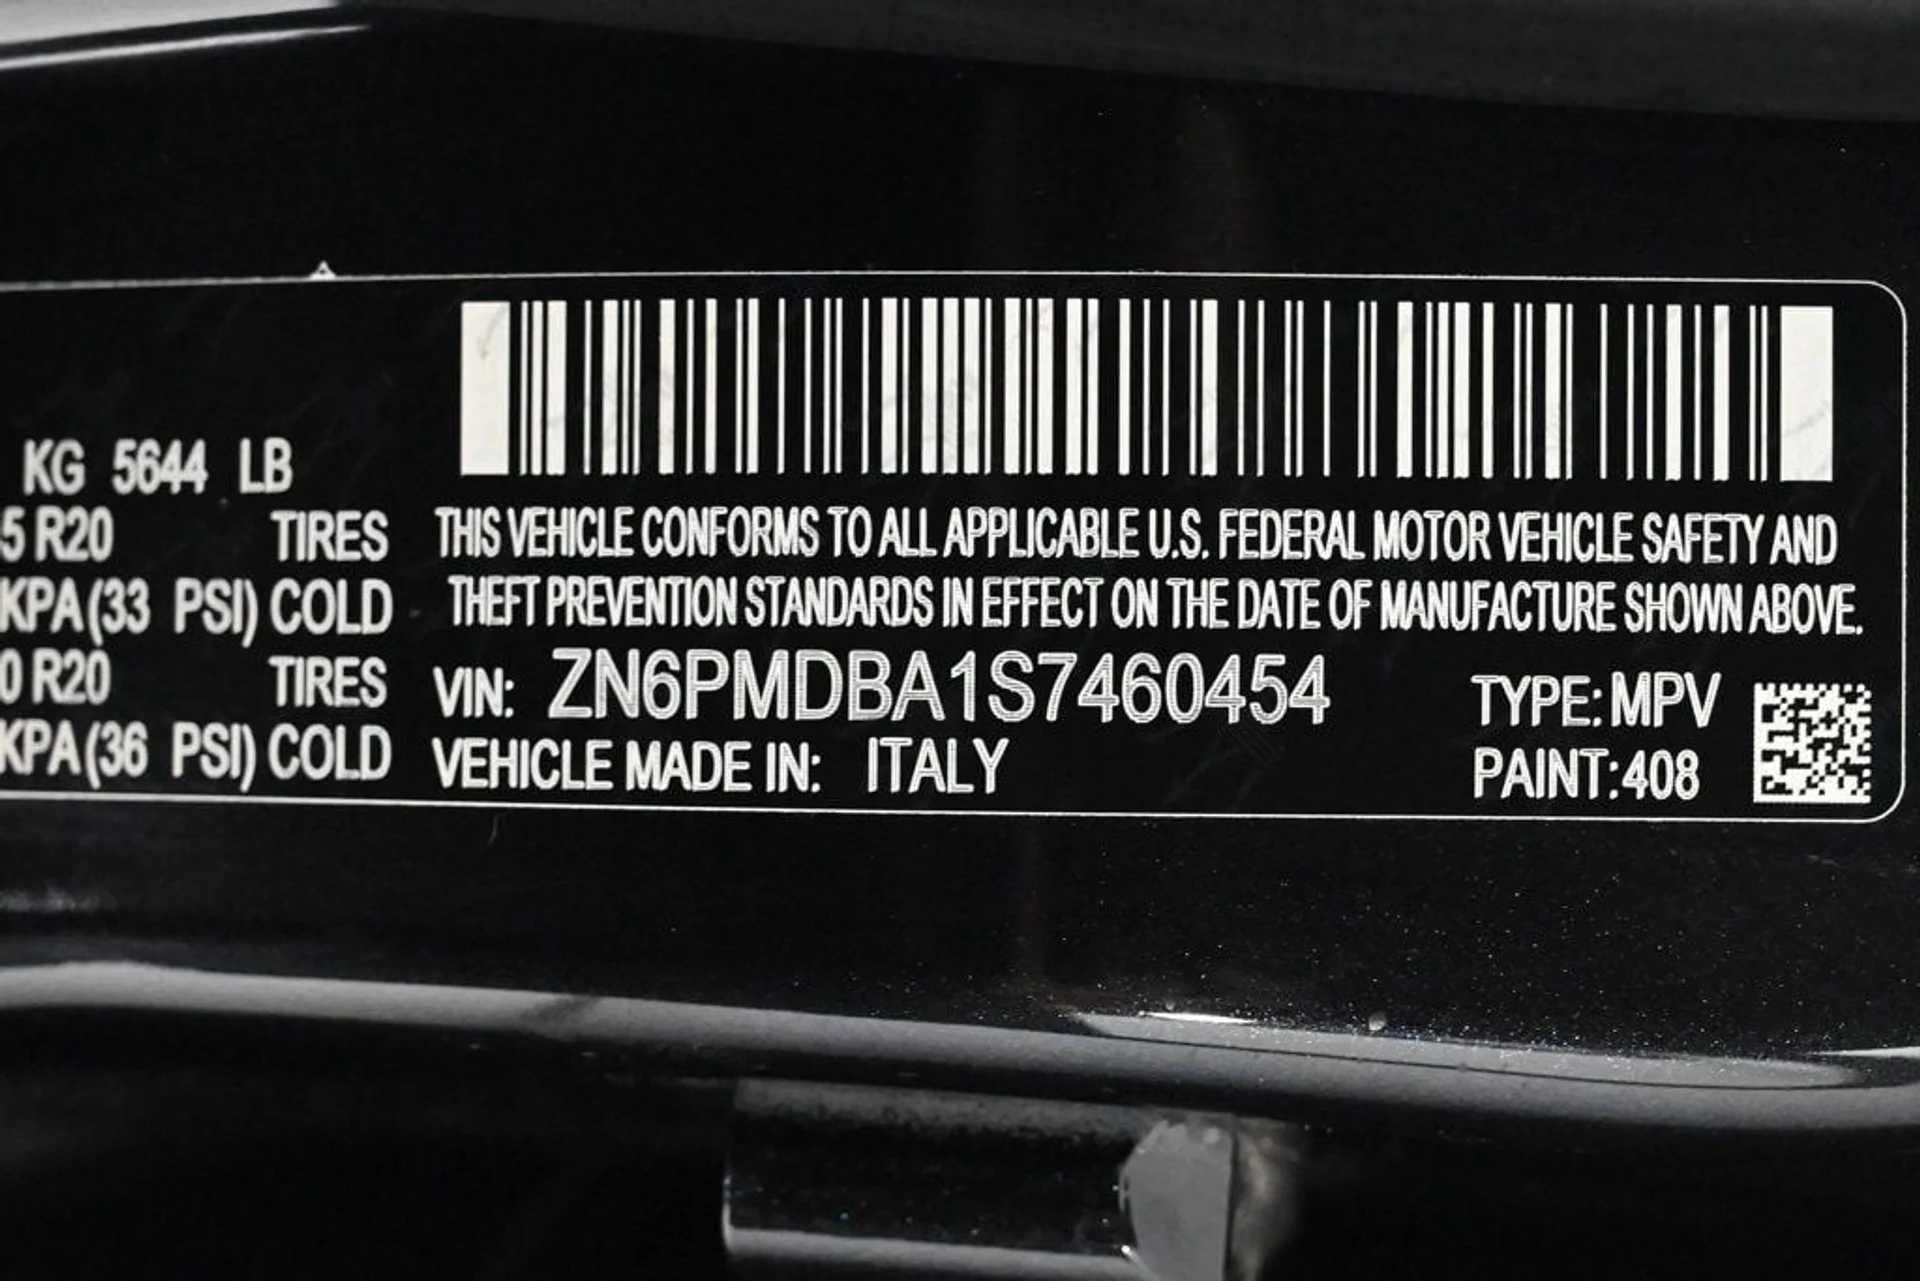 KG 5644 LB
5 R20 TIRES
KPA(33 PSI) COLD
0 R20 TIRES
KPA(36 PSI) COLD
THIS VEHICLE CONFORMS TO ALL APPLICABLE U.S. FEDERAL MOTOR VEHICLE SAFETY AND
THEFT PREVENTION STANDARDS IN EFFECT ON THE DATE OF MANUFACTURE SHOWN ABOVE.
VIN: ZN6PMDBA1S7460454
VEHICLE MADE IN: ITALY
TYPE: MPV
PAINT: 408